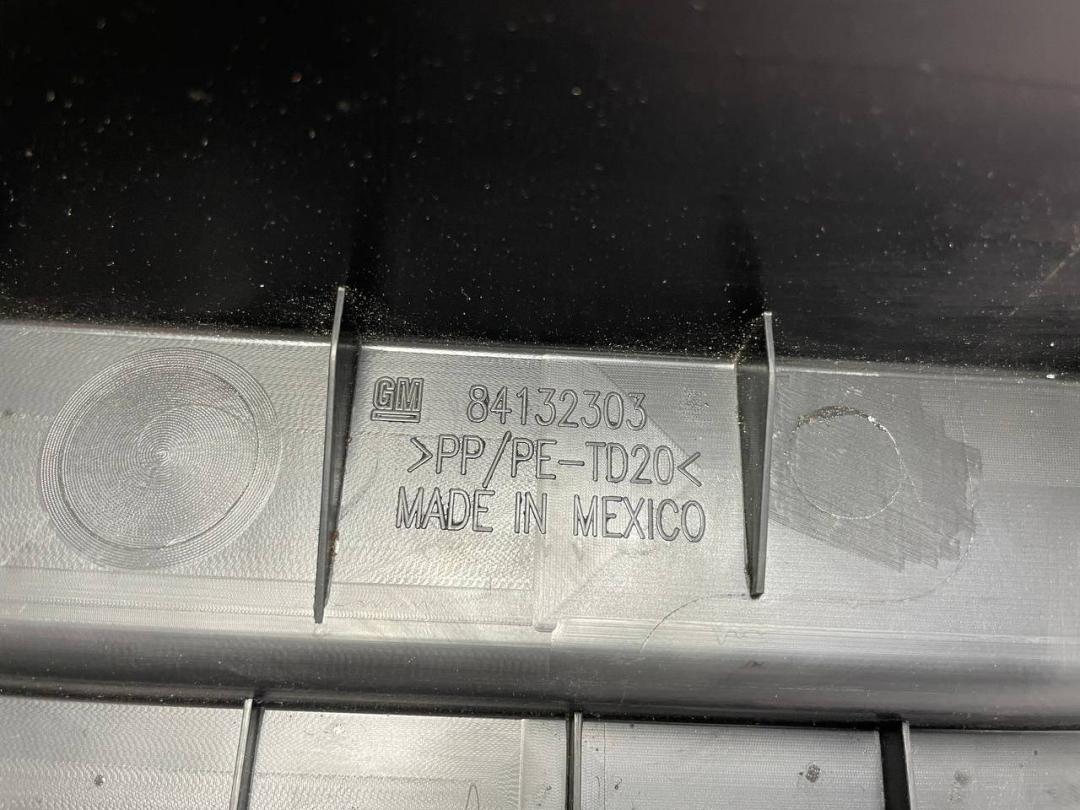 GM 84132303
>PP/PE-TD20<
MADE IN MEXICO